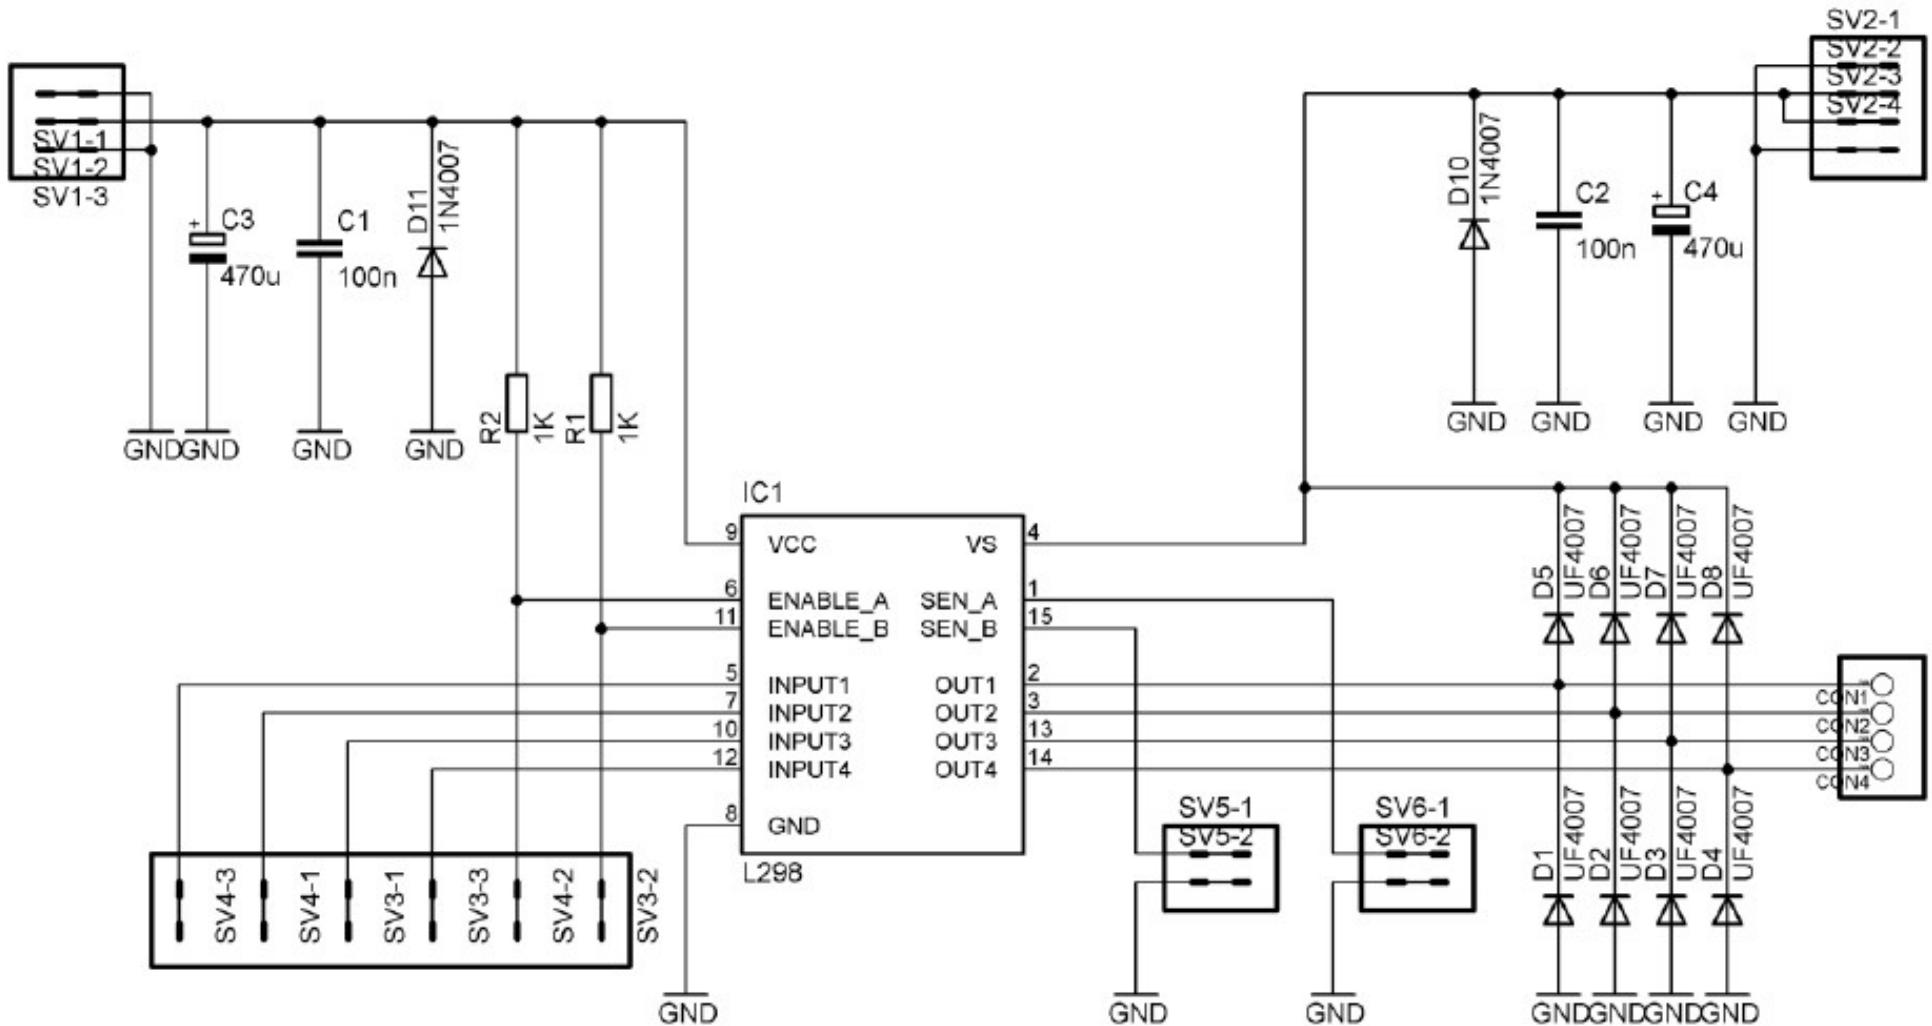 SV2-1
SV2-2
SV2-3
SV2-4
SV1-1
SV1-2
SV1-3
+
C3
470u
C1
100n
D11
1N4007
D10
1N4007
C2
100n
+
C4
470u
R2
1K
R1
1K
GND
GND
GND
GND
GND
GND
GND
GND
IC1
9
VCC
VS
4
6
ENABLE_A
SEN_A
1
11
ENABLE_B
SEN_B
15
5
INPUT1
OUT1
2
7
INPUT2
OUT2
3
10
INPUT3
OUT3
13
12
INPUT4
OUT4
14
8
GND
L298
D5
UF4007
D6
UF4007
D7
UF4007
D8
UF4007
CON1
CON2
CON3
CON4
SV5-1
SV5-2
SV6-1
SV6-2
D1
UF4007
D2
UF4007
D3
UF4007
D4
UF4007
SV4-3
SV4-1
SV3-1
SV3-3
SV4-2
SV3-2
GND
GND
GND
GND
GND
GND
GND